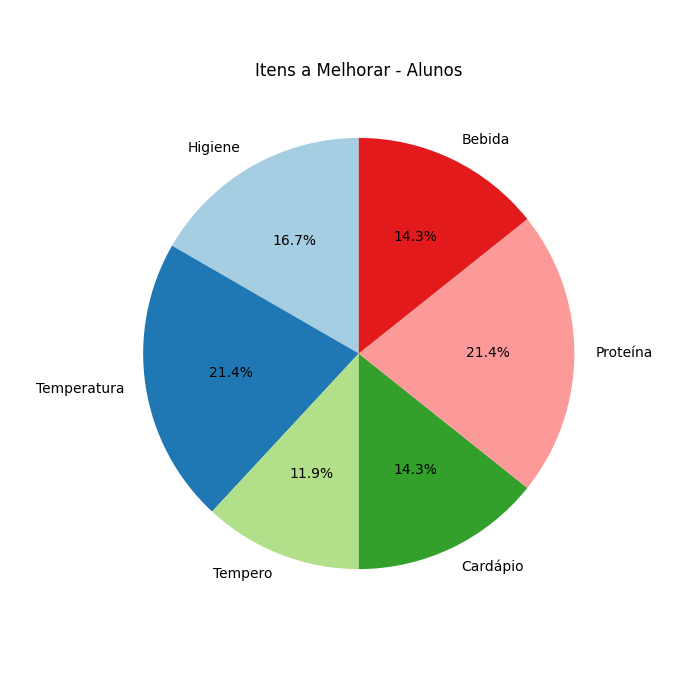 Itens a Melhorar - Alunos
Higiene
16.7%
Temperatura
21.4%
Tempero
11.9%
Cardápio
14.3%
Proteína
21.4%
Bebida
14.3%